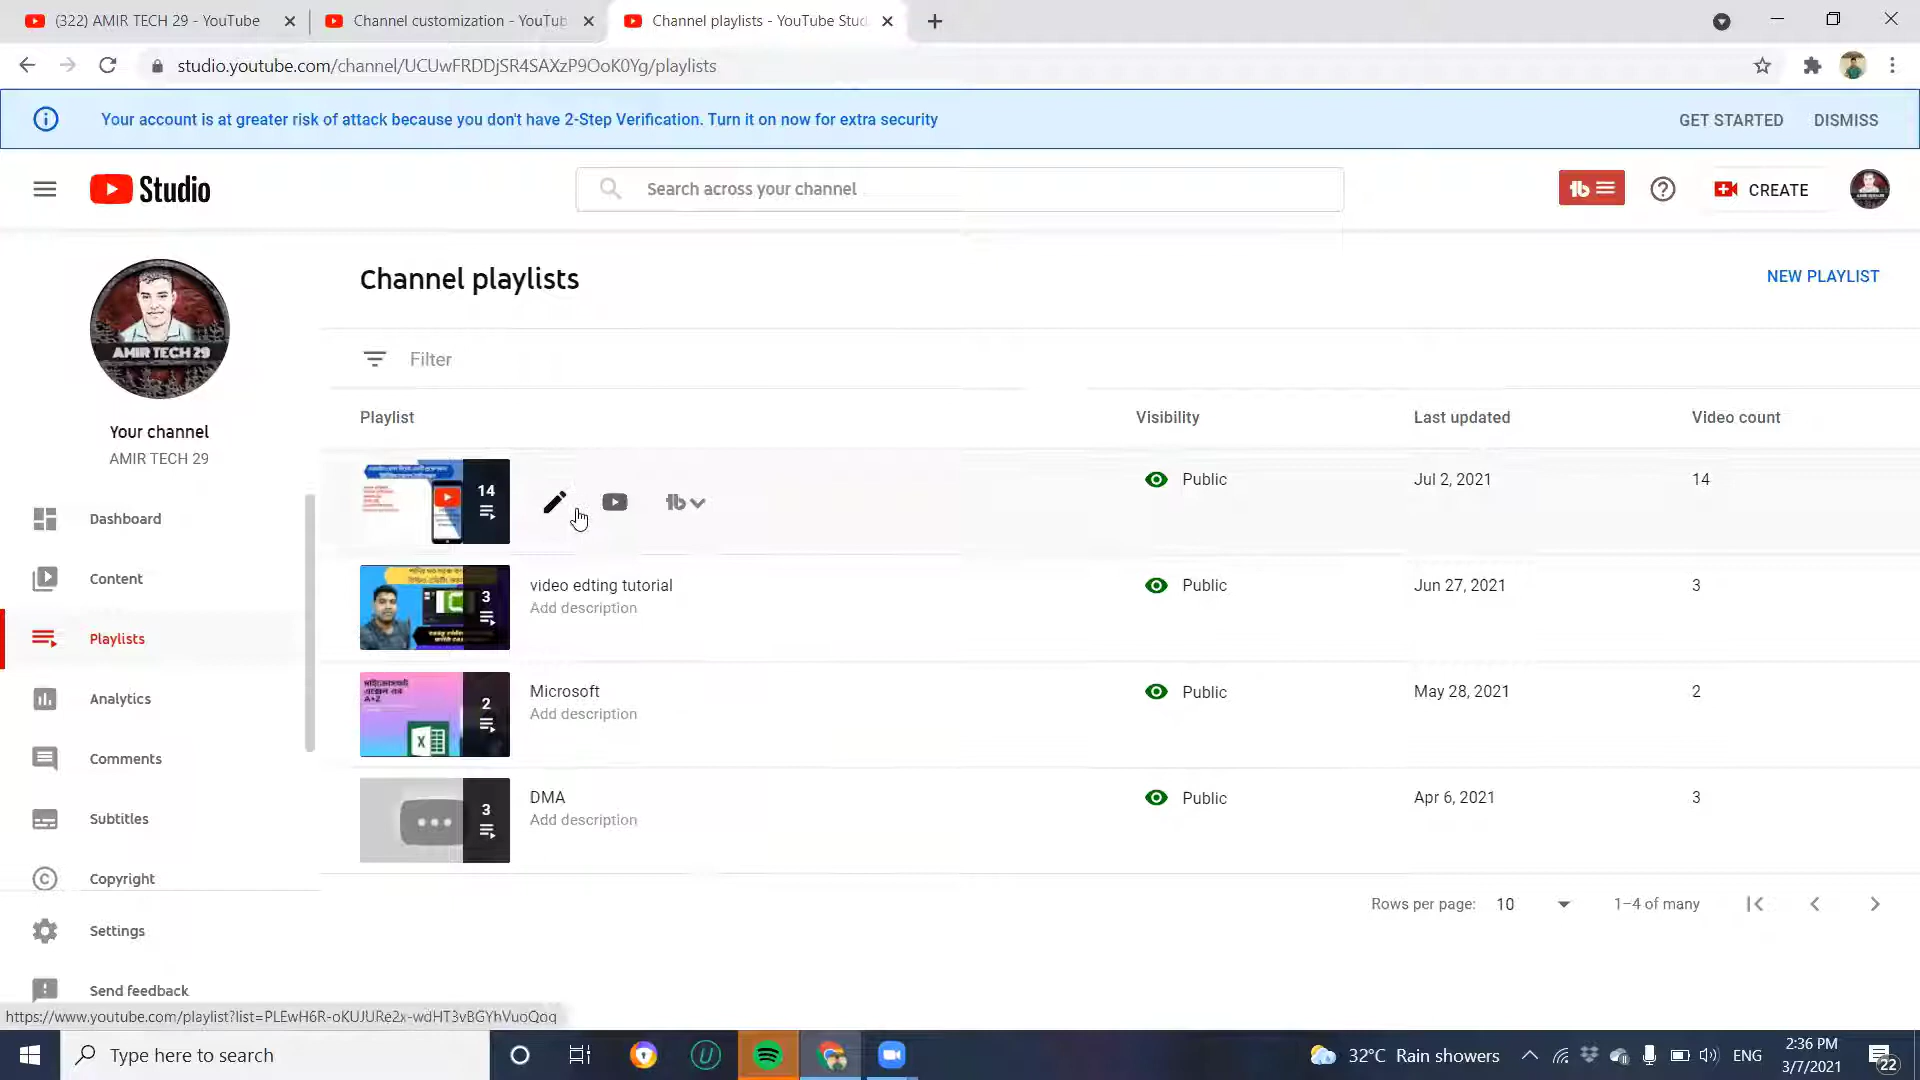 (322) AMIR TECH 29 - YouTube
Channel customization - YouTub
Channel playlists - YouTube Stud
studio.youtube.com/channel/UCUwFRDDjSR4SAXzP9OoK0Yg/playlists
Your account is at greater risk of attack because you don't have 2-Step Verification. Turn it on now for extra security
GET STARTED
DISMISS
Studio
Search across your channel
CREATE
AMIR TECH 29
Your channel
AMIR TECH 29
Dashboard
Content
Playlists
Analytics
Comments
Subtitles
Copyright
Settings
Send feedback
Channel playlists
NEW PLAYLIST
Filter
Playlist
Visibility
Last updated
Video count
14
Public
Jul 2, 2021
14
3
video edting tutorial
Add description
Public
Jun 27, 2021
3
মাইক্রোসফট
এক্সেল এর
A+Z
2
Microsoft
Add description
Public
May 28, 2021
2
3
DMA
Add description
Public
Apr 6, 2021
3
Rows per page: 10
1–4 of many
https://www.youtube.com/playlist?list=PLEwH6R-oKUJURe2x-wdHT3vBGYhVuoQoq
Type here to search
32°C Rain showers
ENG
2:36 PM
3/7/2021
22